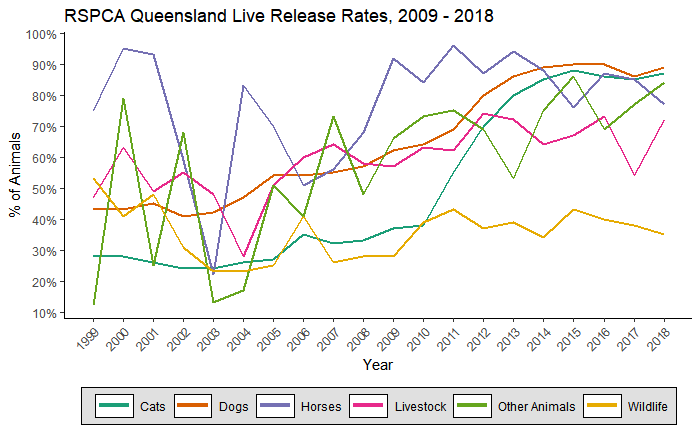 RSPCA Queensland Live Release Rates, 2009 - 2018
100%
90%
80%
70%
60%
50%
40%
30%
20%
10%
% of Animals
1999 2000 2001 2002 2003 2004 2005 2006 2007 2008 2009 2010 2011 2012 2013 2014 2015 2016 2017 2018
Year
Cats Dogs Horses Livestock Other Animals Wildlife